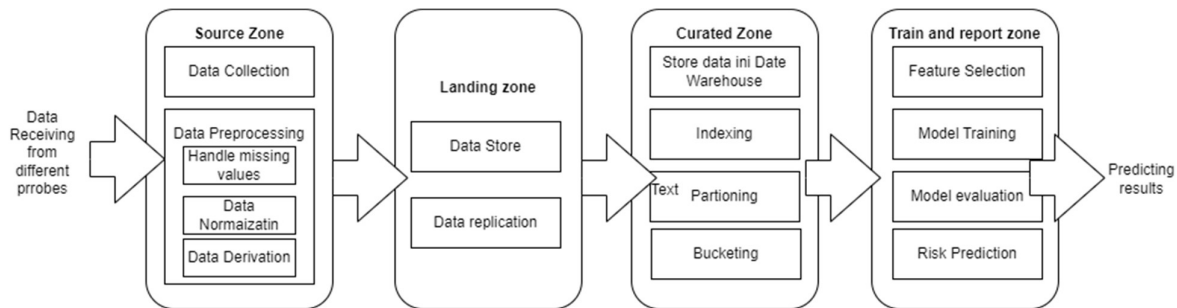 Data
Receiving
from
different
prrobes
Source Zone
Data Collection
Data Preprocessing
Handle missing
values
Data
Normaizatin
Data Derivation
Landing zone
Data Store
Data replication
Curated Zone
Store data ini Date
Warehouse
Indexing
Text
Partioning
Bucketing
Train and report zone
Feature Selection
Model Training
Model evaluation
Risk Prediction
Predicting
results